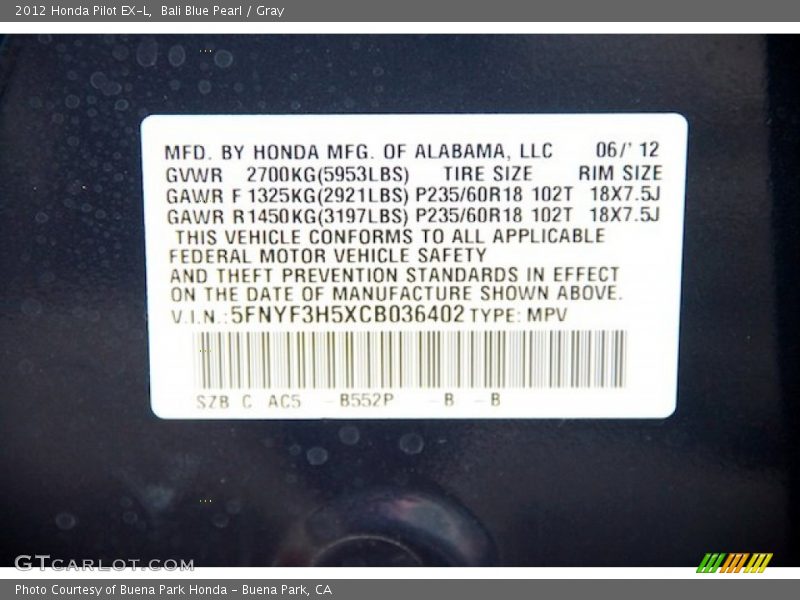 2012 Honda Pilot EX-L, Bali Blue Pearl / Gray
MFD. BY HONDA MFG. OF ALABAMA, LLC 06/' 12
GVWR 2700KG(5953LBS) TIRE SIZE RIM SIZE
GAWR F 1325KG(2921LBS) P235/60R18 102T 18X7.5J
GAWR R1450KG(3197LBS) P235/60R18 102T 18X7.5J
THIS VEHICLE CONFORMS TO ALL APPLICABLE
FEDERAL MOTOR VEHICLE SAFETY
AND THEFT PREVENTION STANDARDS IN EFFECT
ON THE DATE OF MANUFACTURE SHOWN ABOVE.
V.I.N.: 5FNYF3H5XCB036402 TYPE: MPV
SZB C AC5 - B552P - B - B
GTCARLOT.COM
Photo Courtesy of Buena Park Honda - Buena Park, CA